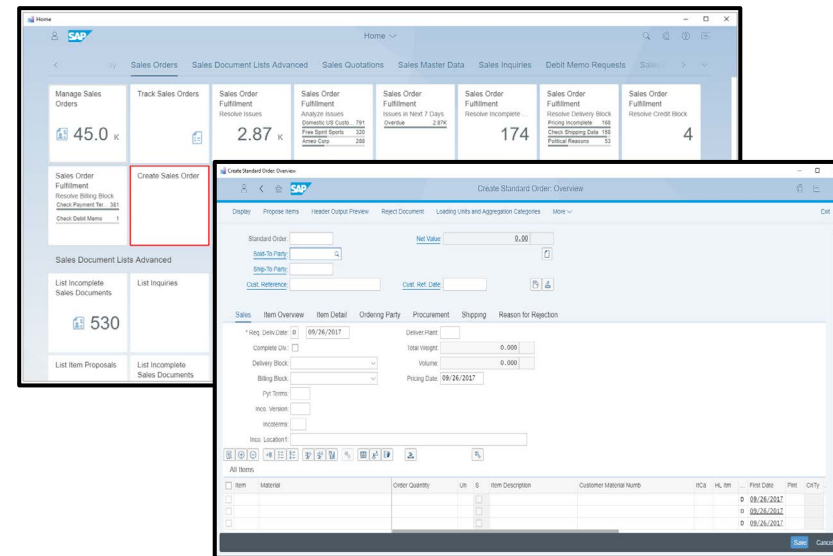 Home
SAP Home
Sales Orders Sales Document Lists Advanced Sales Quotations Sales Master Data Sales Inquiries Debit Memo Requests
Manage Sales Orders
45.0 K
Track Sales Orders
Sales Order Fulfillment
Resolve Issues
2.87 K
Sales Order Fulfillment
Analyze Issues
Domestic US Custo... 791
Free Spirit Sports 320
Ameo Corp 288
Sales Order Fulfillment
Issues in Next 7 Days
Overdue 2.87K
Sales Order Fulfillment
Resolve Incomplete ...
174
Sales Order Fulfillment
Resolve Delivery Block
Pricing Incomplete 168
Check Shipping Data
Political Reasons 53
Sales Order Fulfillment
Resolve Credit Block
4
Sales Order Fulfillment
Resolve Billing Block
Check Payment Ter... 381
Check Debit Memo 1
Create Sales Order
Sales Document Lists Advanced
List Incomplete Sales Documents
530
List Inquiries
List Item Proposals
List Incomplete Sales Documents
Create Standard Order: Overview
SAP Create Standard Order: Overview
Display Propose Items Header Output Preview Reject Document Loading Units and Aggregation Categories More Exit
Standard Order: Net Value: 0.00
Sold-To Party:
Ship-To Party:
Cust. Reference: Cust. Ref. Date:
Sales Item Overview Item Detail Ordering Party Procurement Shipping Reason for Rejection
* Req. Deliv.Date: D 09/26/2017 Deliver.Plant:
Complete Dlv.: Total Weight: 0.000
Delivery Block: Volume: 0.000
Billing Block: Pricing Date: 09/26/2017
Pyt Terms:
Inco. Version:
Incoterms:
Inco. Location1:
All Items
Item Material Order Quantity Un S Item Description Customer Material Numb ItCa HL Itm ... First Date Plnt CnTy
D 09/26/2017
D 09/26/2017
D 09/26/2017
Save Cancel